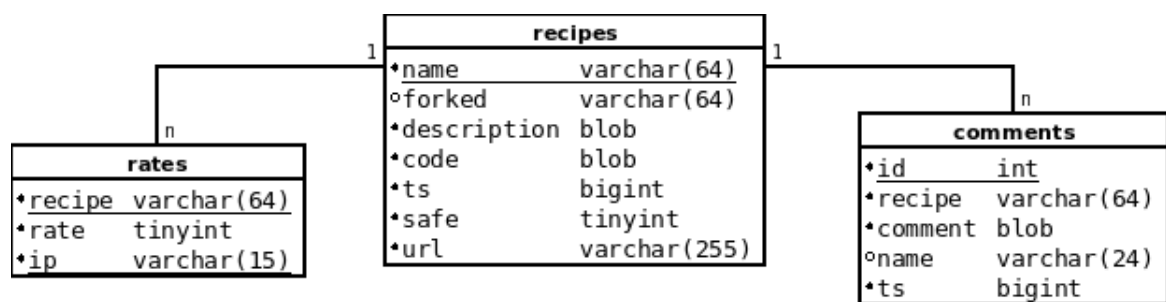 recipes
name varchar(64)
forked varchar(64)
description blob
code blob
ts bigint
safe tinyint
url varchar(255)
1
n
rates
recipe varchar(64)
rate tinyint
ip varchar(15)
1
n
comments
id int
recipe varchar(64)
comment blob
name varchar(24)
ts bigint